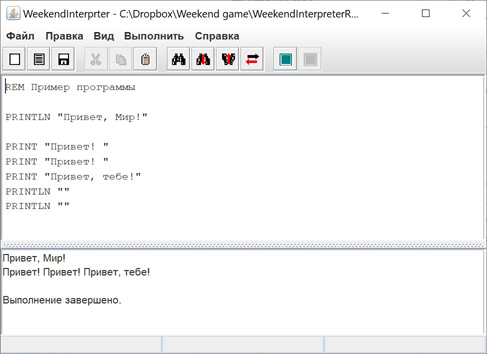 WeekendInterprter - C:\Dropbox\Weekend game\WeekendInterpreterR...
Файл Правка Вид Выполнить Справка
REM Пример программы
PRINTLN "Привет, Мир!"
PRINT "Привет! "
PRINT "Привет! "
PRINT "Привет, тебе!"
PRINTLN ""
PRINTLN ""
Привет, Мир!
Привет! Привет! Привет, тебе!
Выполнение завершено.